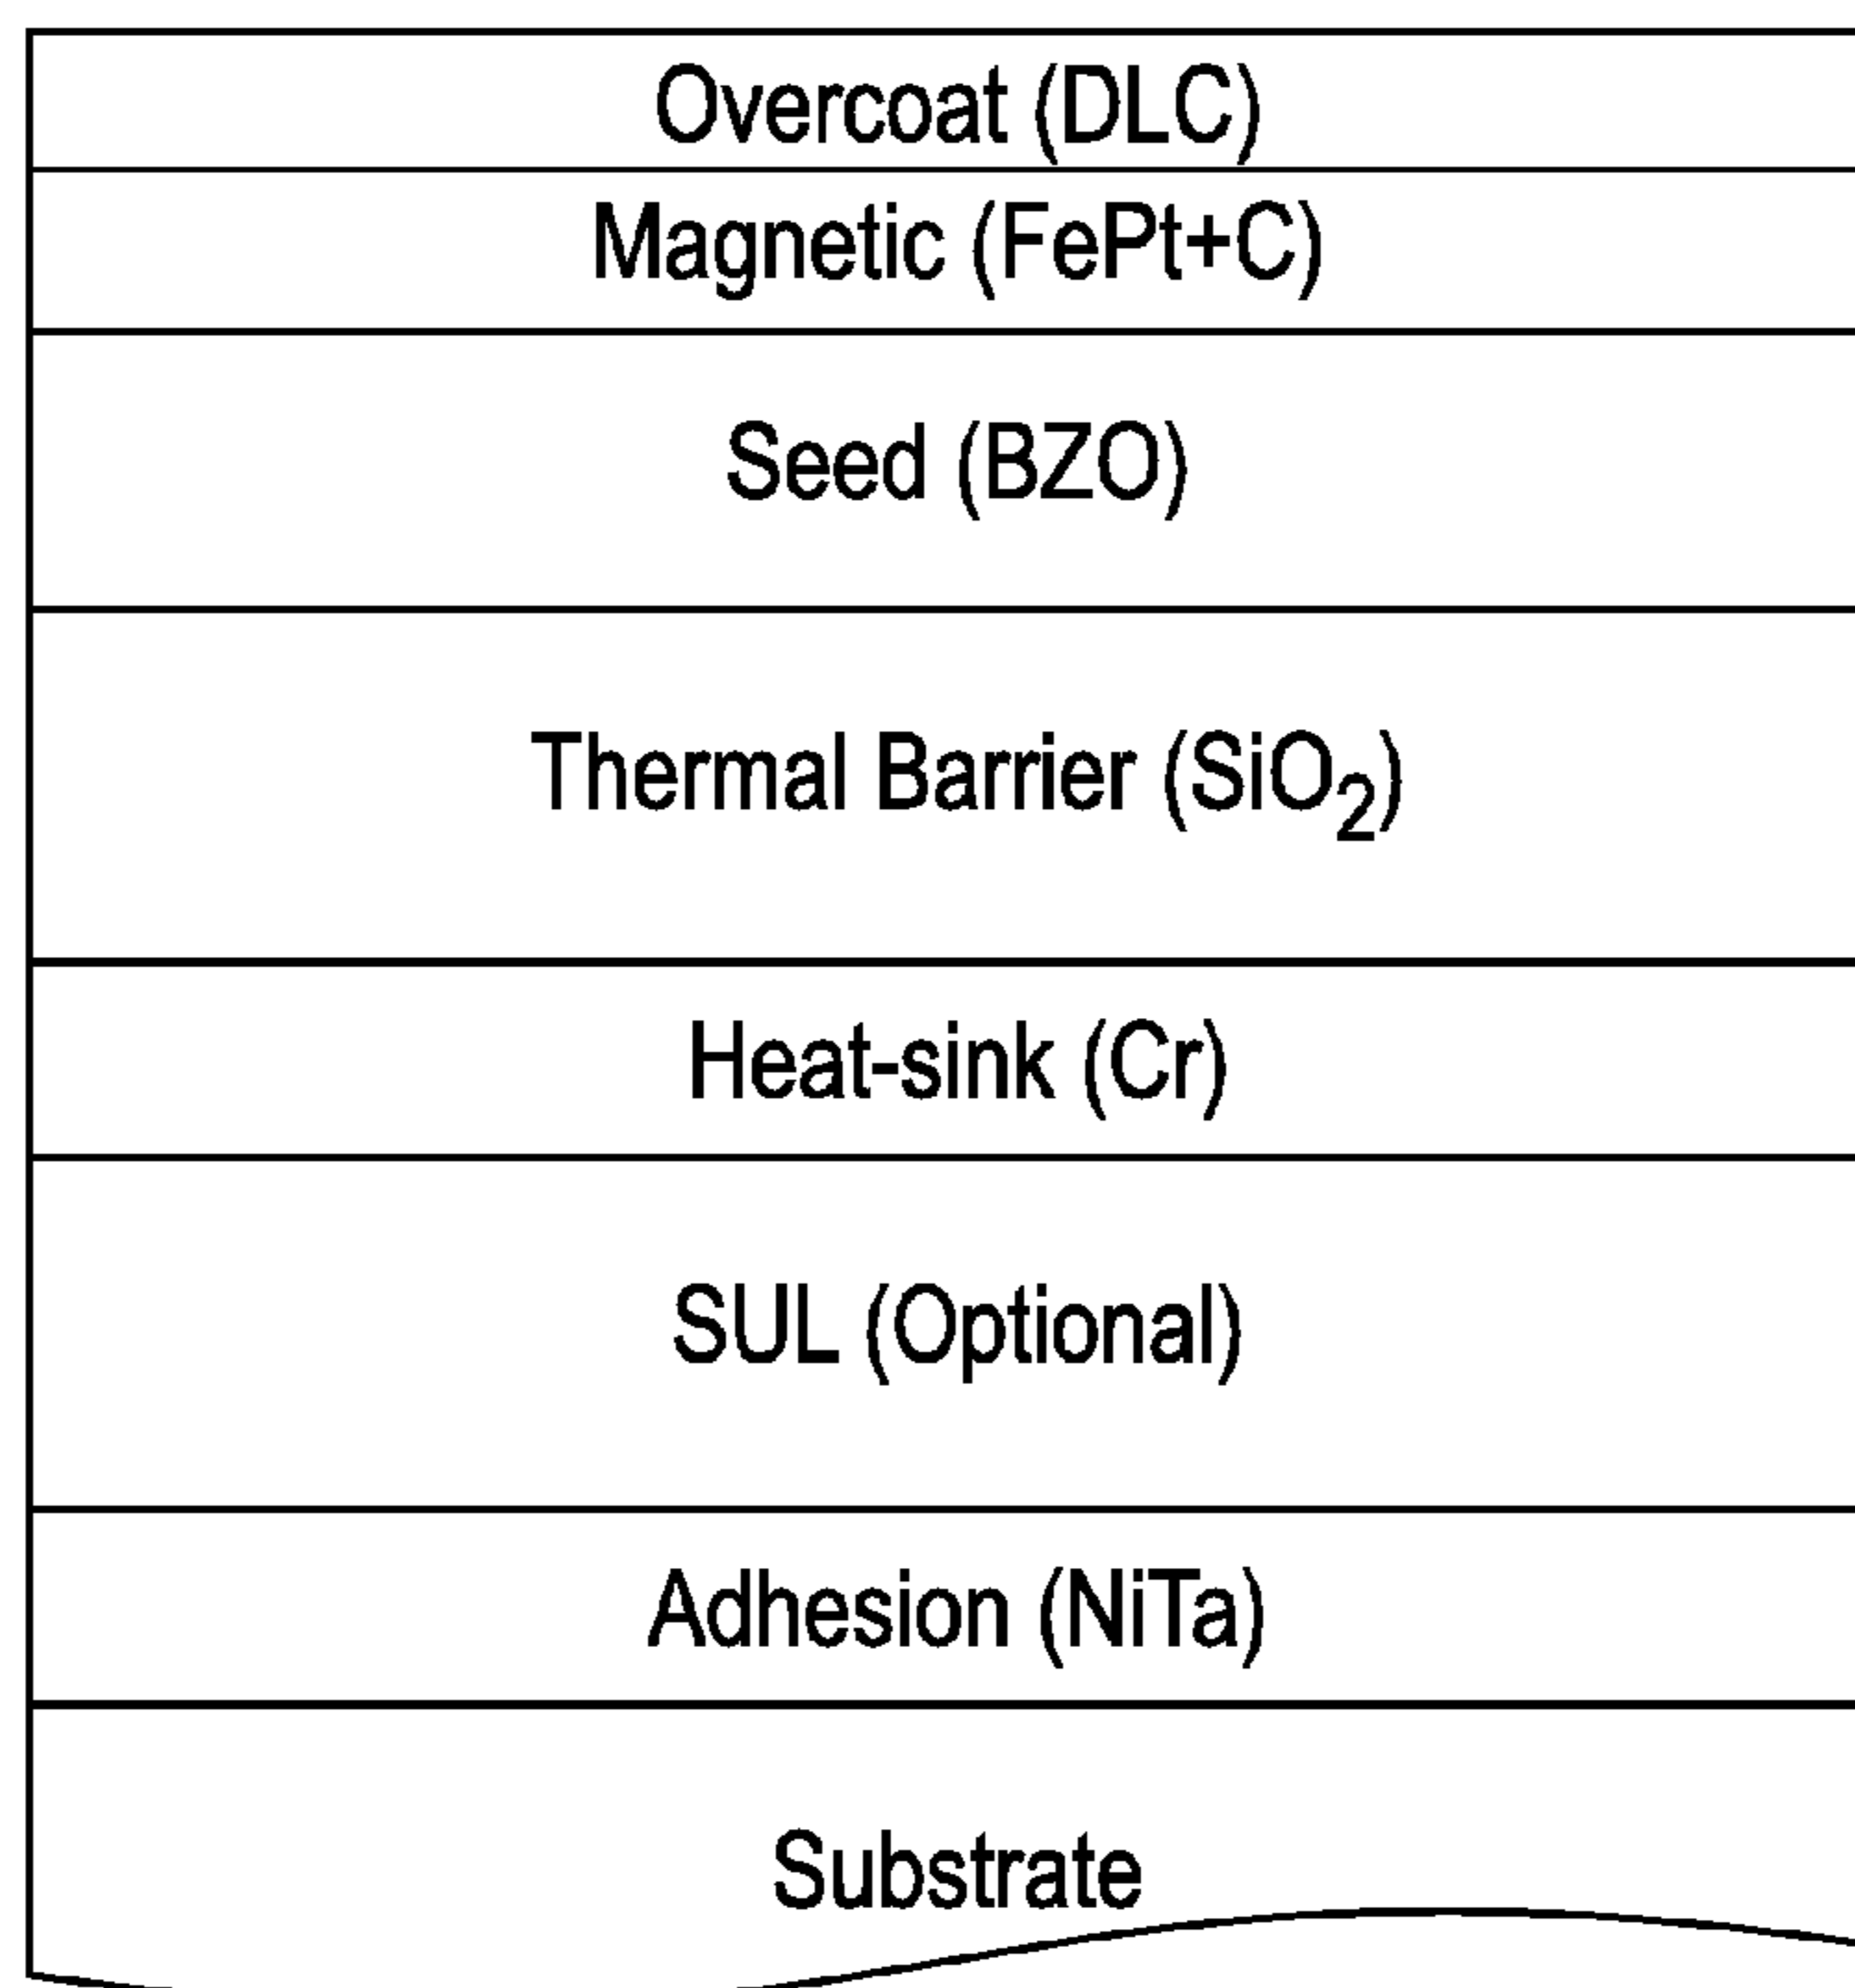 Overcoat (DLC)
Magnetic (FePt+C)
Seed (BZO)
Thermal Barrier (SiO₂)
Heat-sink (Cr)
SUL (Optional)
Adhesion (NiTa)
Substrate